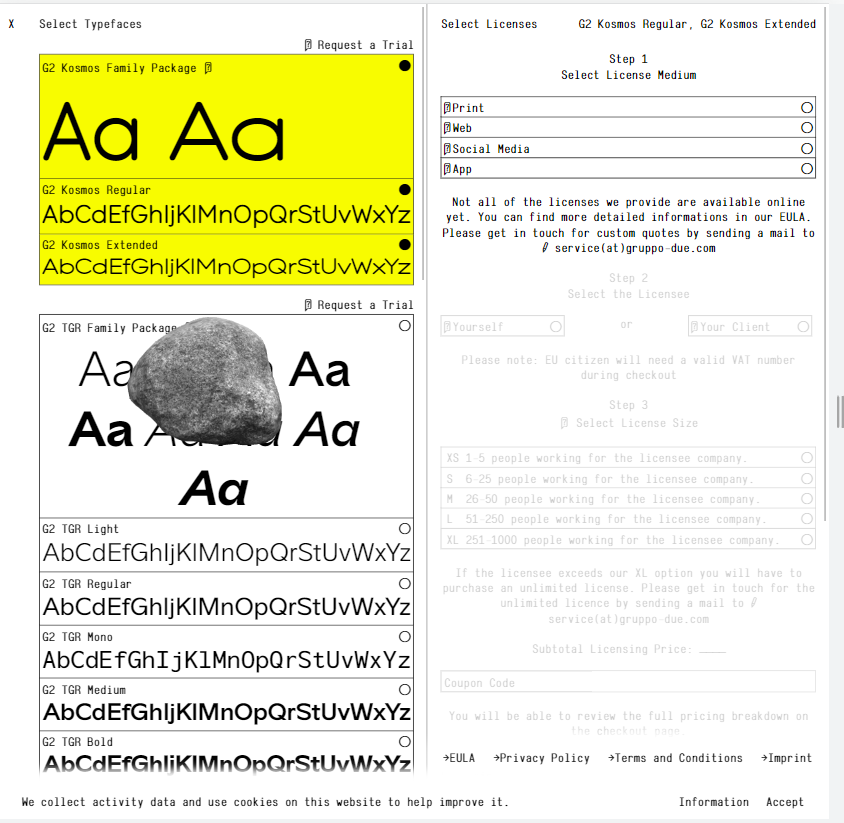 X Select Typefaces
Request a Trial
G2 Kosmos Family Package
Aa Aa
G2 Kosmos Regular
AbCdEfGhIjKlMnOpQrStUvWxYz
G2 Kosmos Extended
AbCdEfGhIjKlMnOpQrStUvWxYz
Request a Trial
G2 TGR Family Package
Aa Aa
Aa Aa
Aa
G2 TGR Light
AbCdEfGhIjKlMnOpQrStUvWxYz
G2 TGR Regular
AbCdEfGhIjKlMnOpQrStUvWxYz
G2 TGR Mono
AbCdEfGhIjKlMnOpQrStUvWxYz
G2 TGR Medium
AbCdEfGhIjKlMnOpQrStUvWxYz
G2 TGR Bold
AbCdEfGhIjKlMnOpQrStUvWxYz
Select Licenses G2 Kosmos Regular, G2 Kosmos Extended
Step 1
Select License Medium
Print
Web
Social Media
App
Not all of the licenses we provide are available online
yet. You can find more detailed informations in our EULA.
Please get in touch for custom quotes by sending a mail to
service(at)gruppo-due.com
Step 2
Select the Licensee
Yourself or Your Client
Please note: EU citizen will need a valid VAT number
during checkout
Step 3
Select License Size
XS 1-5 people working for the licensee company.
S 6-25 people working for the licensee company.
M 26-50 people working for the licensee company.
L 51-250 people working for the licensee company.
XL 251-1000 people working for the licensee company.
If the licensee exceeds our XL option you will have to
purchase an unlimited license. Please get in touch for the
unlimited licence by sending a mail to
service(at)gruppo-due.com
Subtotal Licensing Price:
Coupon Code
You will be able to review the full pricing breakdown on
the checkout page.
→EULA →Privacy Policy →Terms and Conditions →Imprint
We collect activity data and use cookies on this website to help improve it. Information Accept